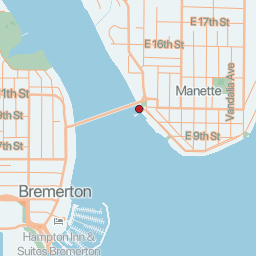 E 17th St
E 16th St
Manette
Vandalia Ave
1th St
9th St
E 9th St
7th St
Bremerton
Hampton Inn &
Suites Bremerton